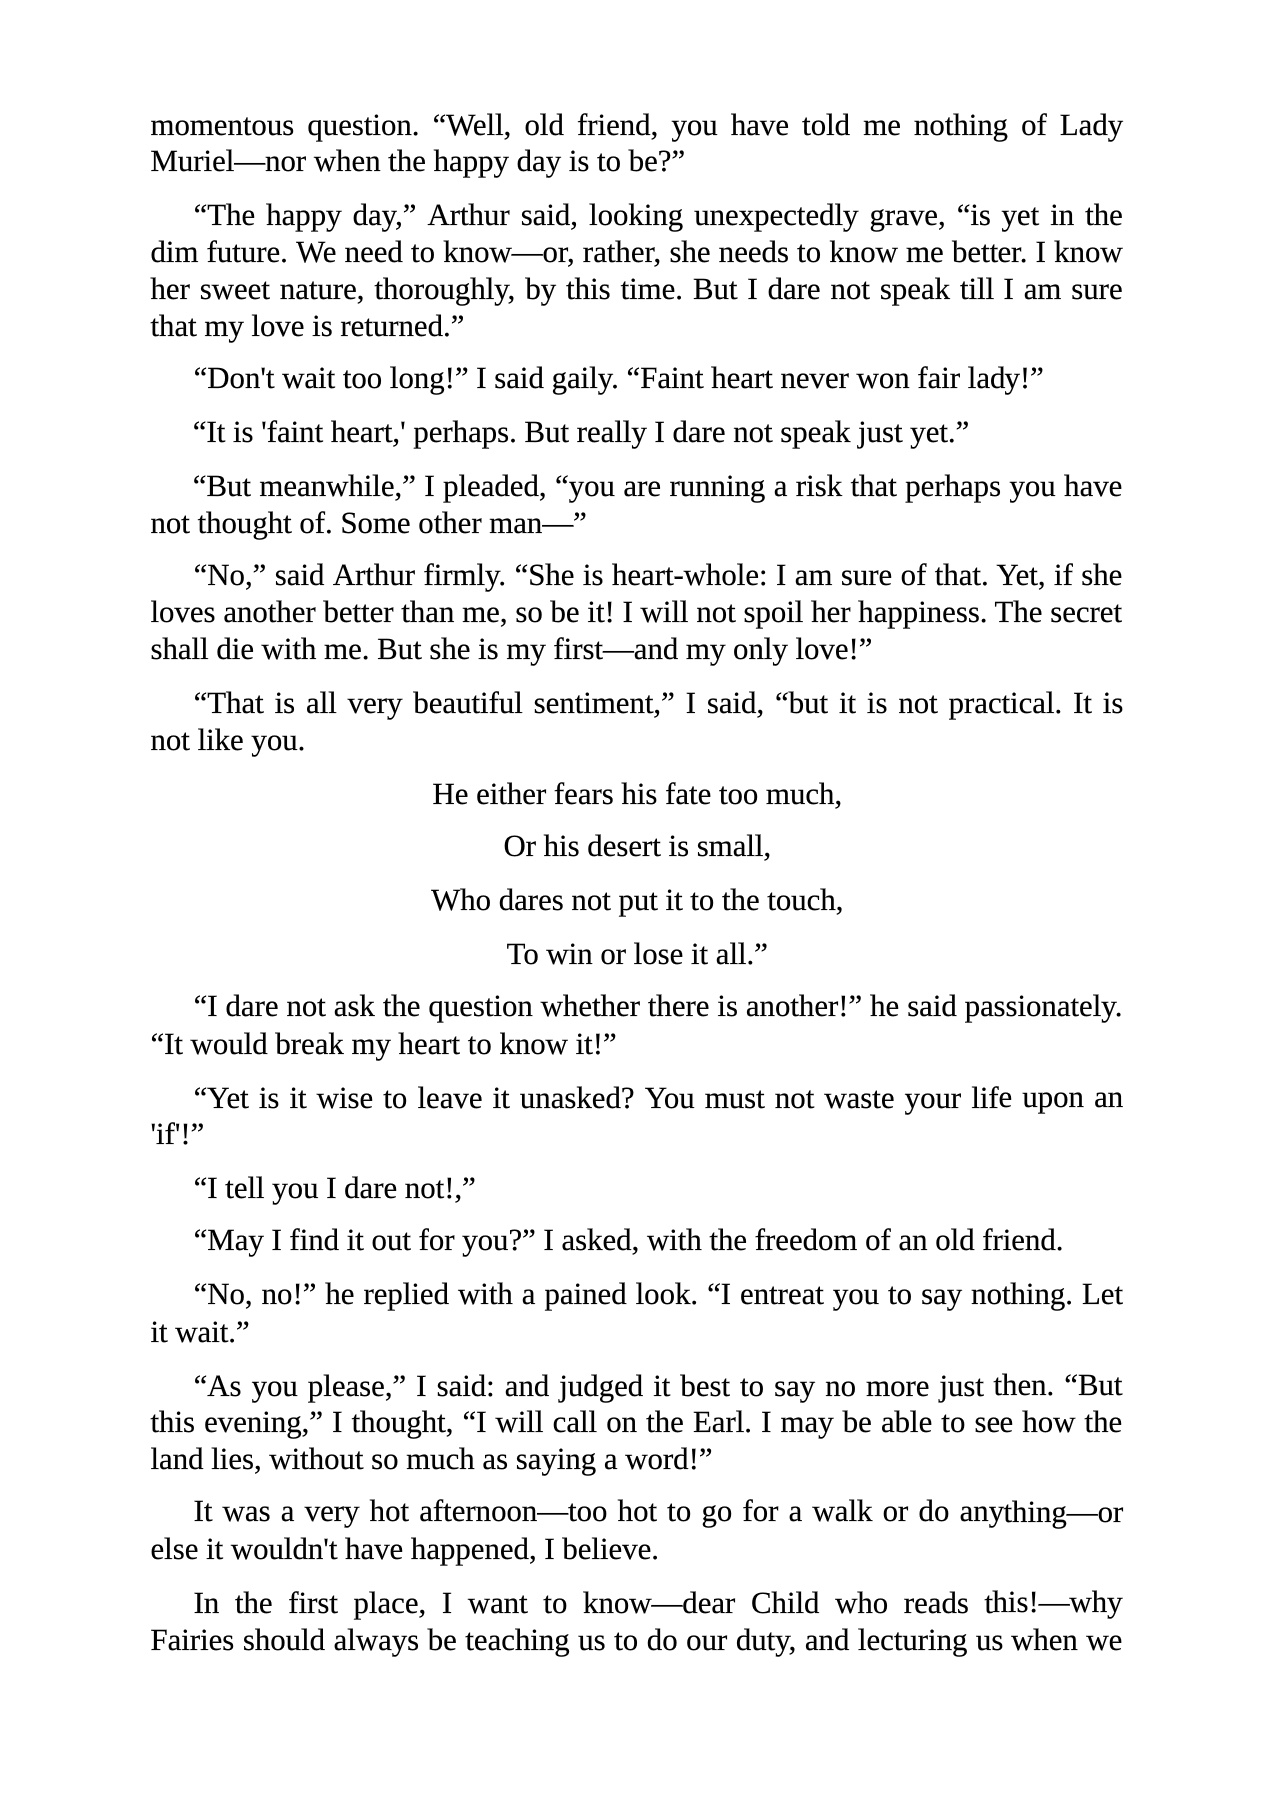 momentous question. “Well, old friend, you have told me nothing of Lady
Muriel—nor when the happy day is to be?”
“The happy day,” Arthur said, looking unexpectedly grave, “is yet in the
dim future. We need to know—or, rather, she needs to know me better. I know
her sweet nature, thoroughly, by this time. But I dare not speak till I am sure
that my love is returned.”
“Don't wait too long!” I said gaily. “Faint heart never won fair lady!”
“It is 'faint heart,' perhaps. But really I dare not speak just yet.”
“But meanwhile,” I pleaded, “you are running a risk that perhaps you have
not thought of. Some other man—”
“No,” said Arthur firmly. “She is heart-whole: I am sure of that. Yet, if she
loves another better than me, so be it! I will not spoil her happiness. The secret
shall die with me. But she is my first—and my only love!”
“That is all very beautiful sentiment,” I said, “but it is not practical. It is
not like you.
He either fears his fate too much,
Or his desert is small,
Who dares not put it to the touch,
To win or lose it all.”
“I dare not ask the question whether there is another!” he said passionately.
“It would break my heart to know it!”
“Yet is it wise to leave it unasked? You must not waste your life upon an
'if'!”
“I tell you I dare not!,”
“May I find it out for you?” I asked, with the freedom of an old friend.
“No, no!” he replied with a pained look. “I entreat you to say nothing. Let
it wait.”
“As you please,” I said: and judged it best to say no more just then. “But
this evening,” I thought, “I will call on the Earl. I may be able to see how the
land lies, without so much as saying a word!”
It was a very hot afternoon—too hot to go for a walk or do anything—or
else it wouldn't have happened, I believe.
In the first place, I want to know—dear Child who reads this!—why
Fairies should always be teaching us to do our duty, and lecturing us when we